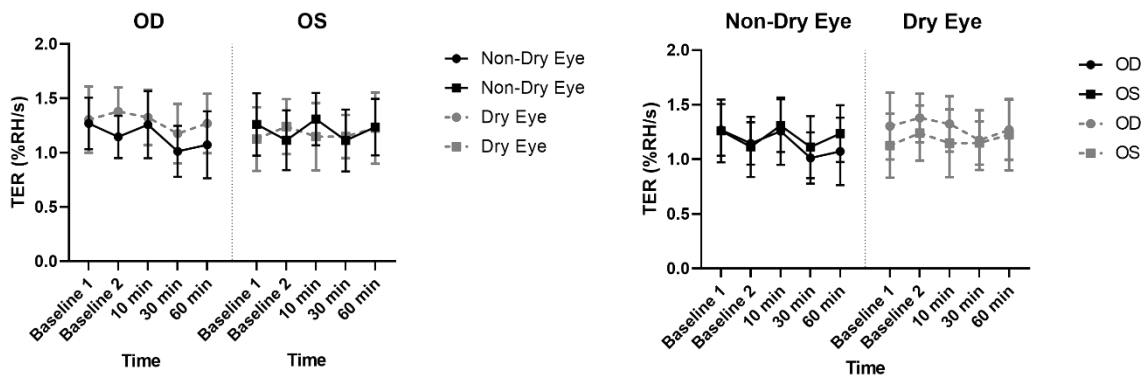 OD OS
TER (%RH/s)
2.0
1.5
1.0
0.5
0.0
Baseline 1
Baseline 2
10 min
30 min
60 min
Baseline 1
Baseline 2
10 min
30 min
60 min
Time Time
Non-Dry Eye
Non-Dry Eye
Dry Eye
Dry Eye
Non-Dry Eye Dry Eye
TER (%RH/s)
2.0
1.5
1.0
0.5
0.0
Baseline 1
Baseline 2
10 min
30 min
60 min
Baseline 1
Baseline 2
10 min
30 min
60 min
Time
OD
OS
OD
OS